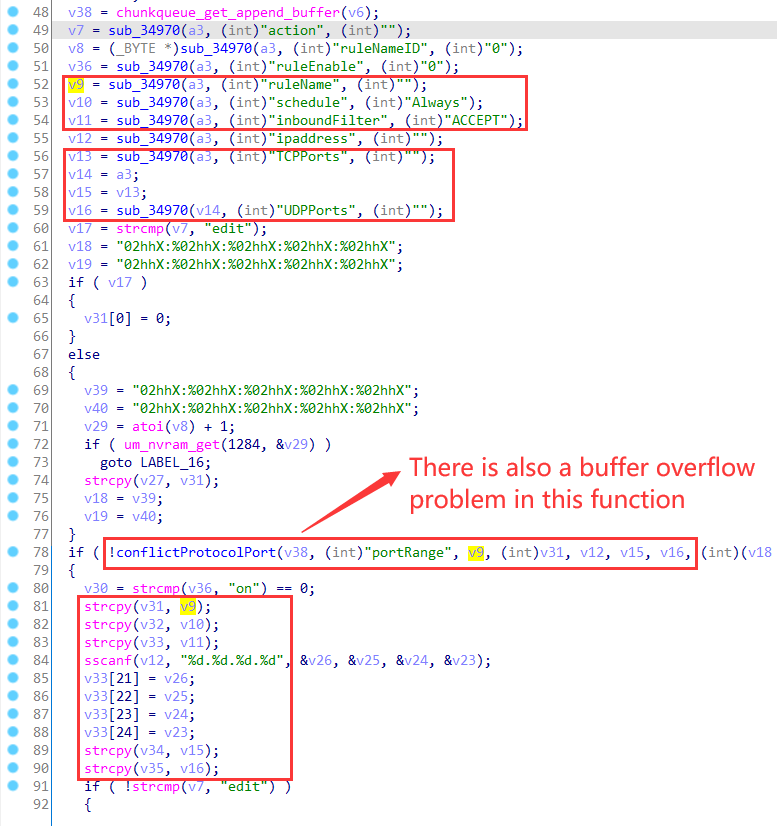 48 v38 = chunkqueue_get_append_buffer(v6);
49 v7 = sub_34970(a3, (int)"action", (int)"");
50 v8 = (_BYTE *)sub_34970(a3, (int)"ruleNameID", (int)"0");
51 v36 = sub_34970(a3, (int)"ruleEnable", (int)"0");
52 v9 = sub_34970(a3, (int)"ruleName", (int)"");
53 v10 = sub_34970(a3, (int)"schedule", (int)"Always");
54 v11 = sub_34970(a3, (int)"inboundFilter", (int)"ACCEPT");
55 v12 = sub_34970(a3, (int)"ipaddress", (int)"");
56 v13 = sub_34970(a3, (int)"TCPPorts", (int)"");
57 v14 = a3;
58 v15 = v13;
59 v16 = sub_34970(v14, (int)"UDPPorts", (int)"");
60 v17 = strcmp(v7, "edit");
61 v18 = "02hhX:%02hhX:%02hhX:%02hhX:%02hhX";
62 v19 = "02hhX:%02hhX:%02hhX:%02hhX:%02hhX";
63 if ( v17 )
64 {
65 v31[0] = 0;
66 }
67 else
68 {
69 v39 = "02hhX:%02hhX:%02hhX:%02hhX:%02hhX";
70 v40 = "02hhX:%02hhX:%02hhX:%02hhX:%02hhX";
71 v29 = atoi(v8) + 1;
72 if ( um_nvram_get(1284, &v29) )
73 goto LABEL_16;
74 strcpy(v27, v31);
75 v18 = v39;
76 v19 = v40;
77 }
There is also a buffer overflow
problem in this function
78 if ( !conflictProtocolPort(v38, (int)"portRange", v9, (int)v31, v12, v15, v16, (int)(v18
79 {
80 v30 = strcmp(v36, "on") == 0;
81 strcpy(v31, v9);
82 strcpy(v32, v10);
83 strcpy(v33, v11);
84 sscanf(v12, "%d.%d.%d.%d", &v26, &v25, &v24, &v23);
85 v33[21] = v26;
86 v33[22] = v25;
87 v33[23] = v24;
88 v33[24] = v23;
89 strcpy(v34, v15);
90 strcpy(v35, v16);
91 if ( !strcmp(v7, "edit") )
92 {